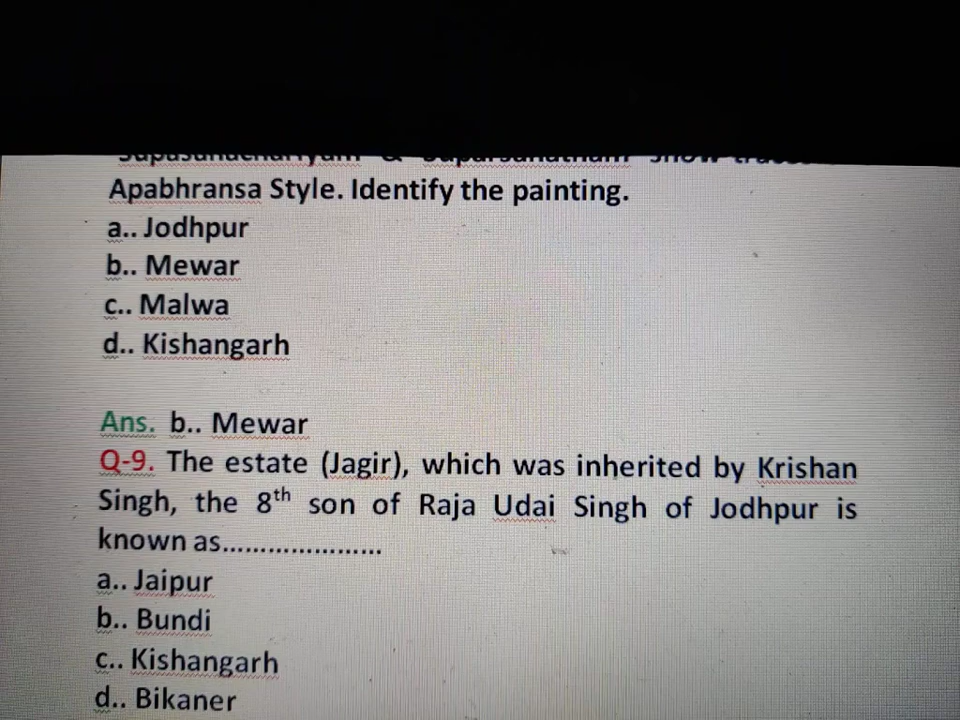 Apabhransa Style. Identify the painting.
a.. Jodhpur
b.. Mewar
c.. Malwa
d.. Kishangarh
Ans. b.. Mewar
Q-9. The estate (Jagir), which was inherited by Krishan
Singh, the 8th son of Raja Udai Singh of Jodhpur is
known as.....................
a.. Jaipur
b.. Bundi
c.. Kishangarh
d.. Bikaner